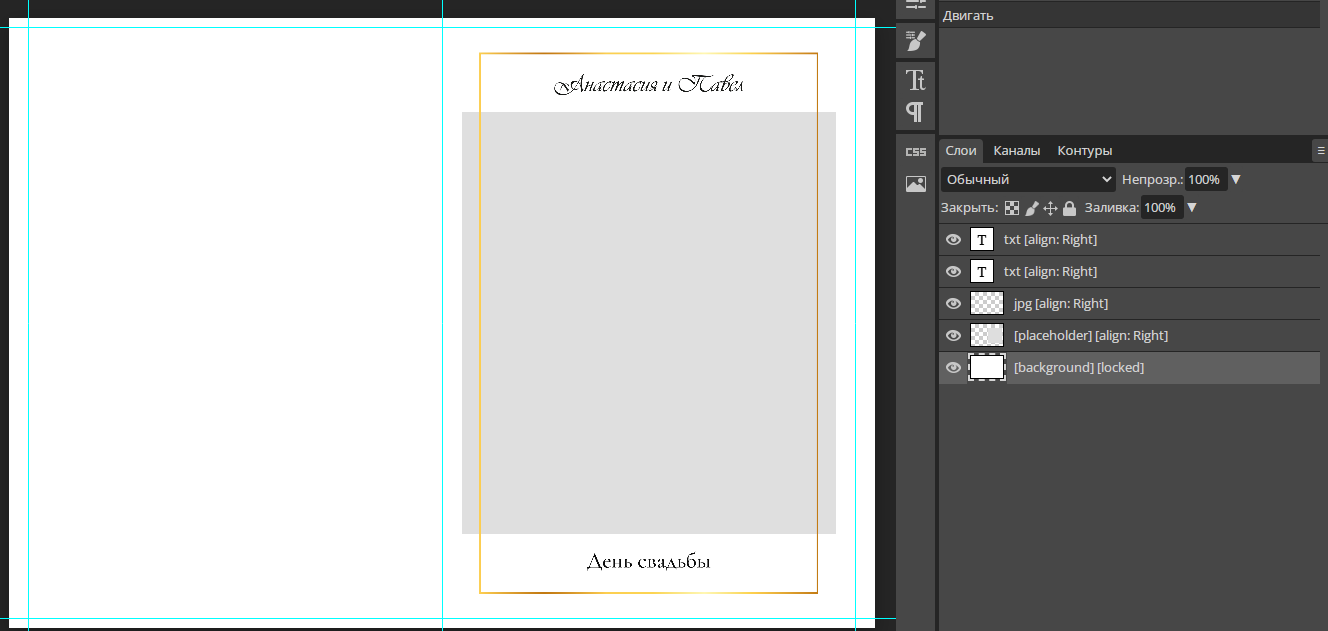 Двигать
Анастасия и Павел
Tt
css
Слои Каналы Контуры
Обычный Непрозр.: 100%
Закрыть: Заливка: 100%
T txt [align: Right]
T txt [align: Right]
jpg [align: Right]
[placeholder] [align: Right]
[background] [locked]
День свадьбы